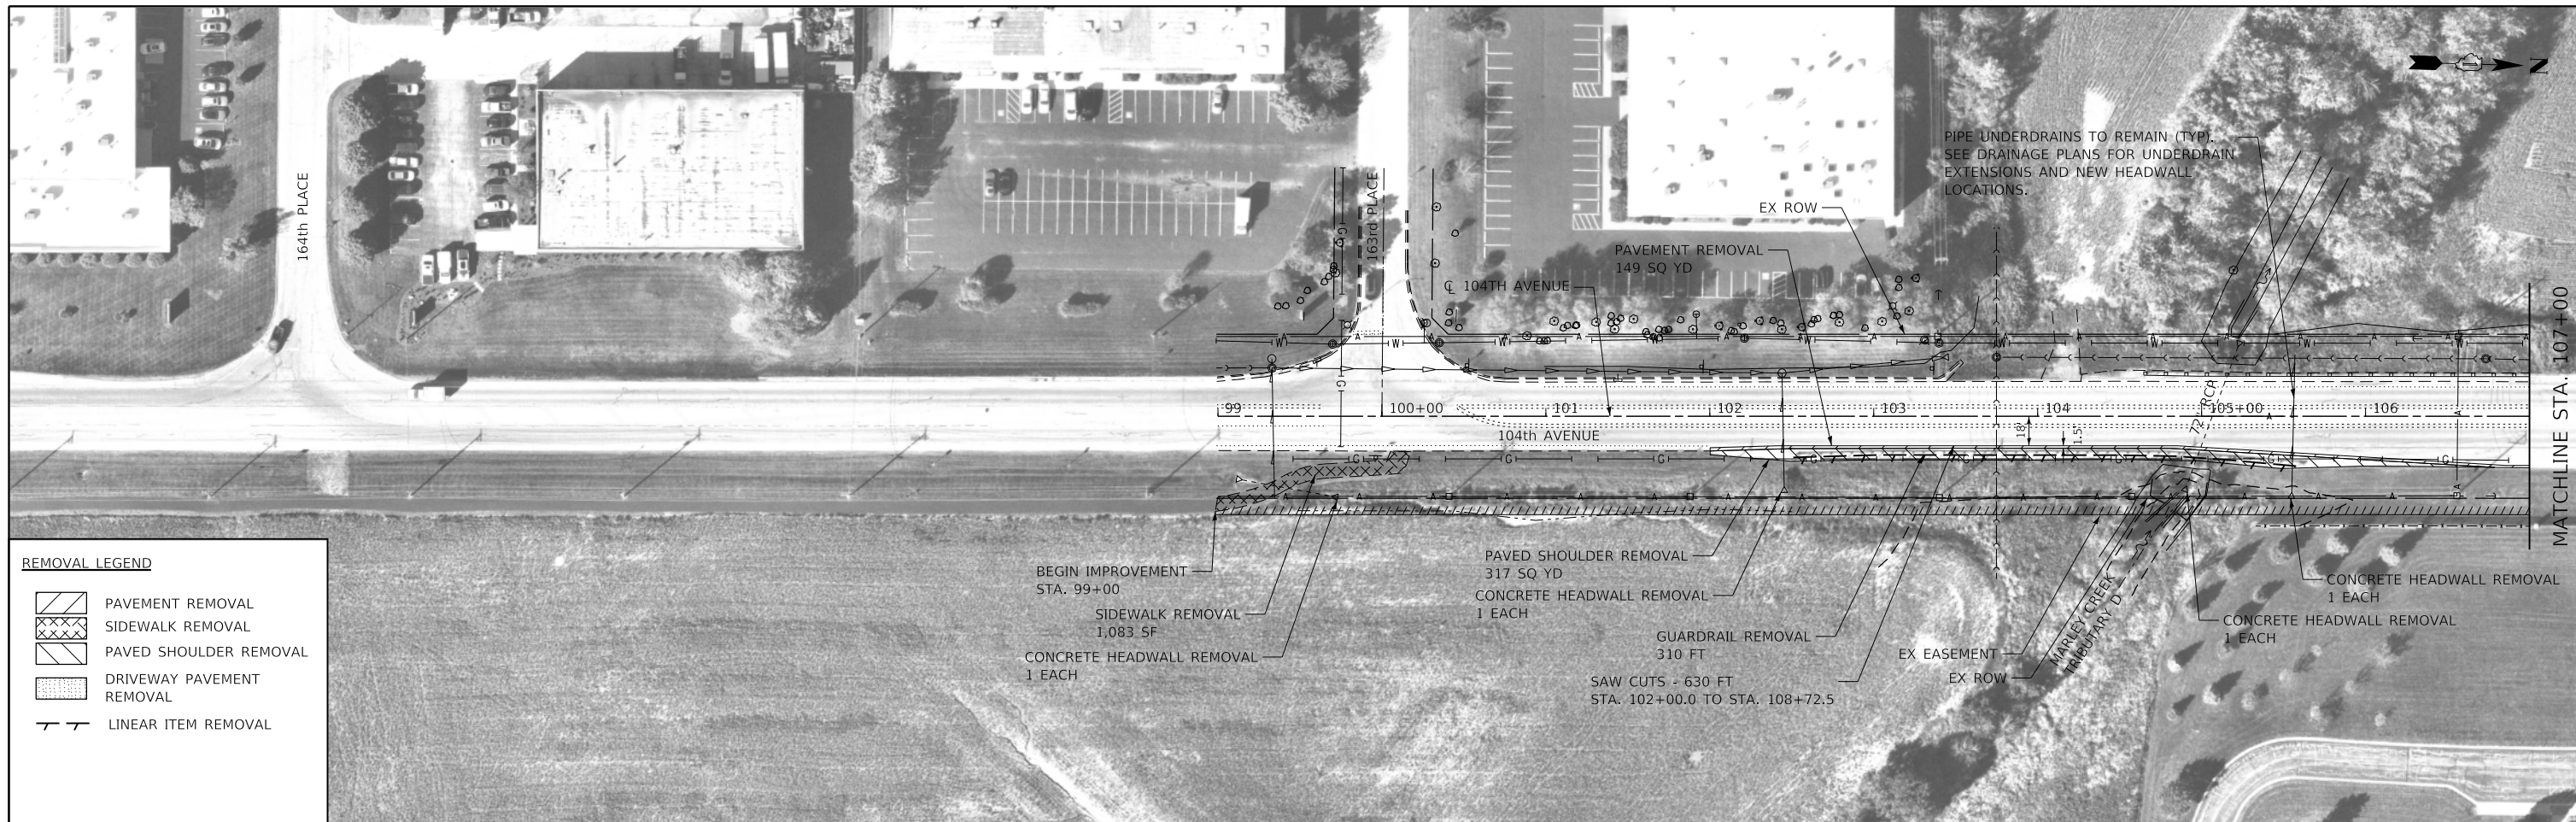 PIPE UNDERDRAINS TO REMAIN (TYP).
SEE DRAINAGE PLANS FOR UNDERDRAIN
EXTENSIONS AND NEW HEADWALL
LOCATIONS.
164th PLACE
163rd PLACE
EX ROW
PAVEMENT REMOVAL
149 SQ YD
℄ 104TH AVENUE
MATCHLINE STA. 107+00
99
100+00
101
102
103
104
105+00
106
104th AVENUE
18'
1.5'
72" RCP
REMOVAL LEGEND
PAVEMENT REMOVAL
SIDEWALK REMOVAL
PAVED SHOULDER REMOVAL
DRIVEWAY PAVEMENT
REMOVAL
LINEAR ITEM REMOVAL
BEGIN IMPROVEMENT
STA. 99+00
SIDEWALK REMOVAL
1,083 SF
CONCRETE HEADWALL REMOVAL
1 EACH
PAVED SHOULDER REMOVAL
317 SQ YD
CONCRETE HEADWALL REMOVAL
1 EACH
GUARDRAIL REMOVAL
310 FT
SAW CUTS - 630 FT
STA. 102+00.0 TO STA. 108+72.5
EX EASEMENT
EX ROW
MARLEY CREEK
TRIBUTARY D
CONCRETE HEADWALL REMOVAL
1 EACH
CONCRETE HEADWALL REMOVAL
1 EACH